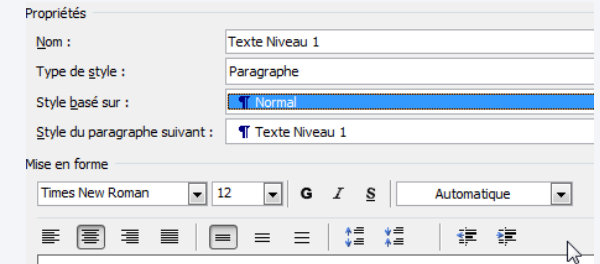 Propriétés
Nom : Texte Niveau 1
Type de style : Paragraphe
Style basé sur : ¶ Normal
Style du paragraphe suivant : ¶ Texte Niveau 1
Mise en forme
Times New Roman 12 G I S Automatique